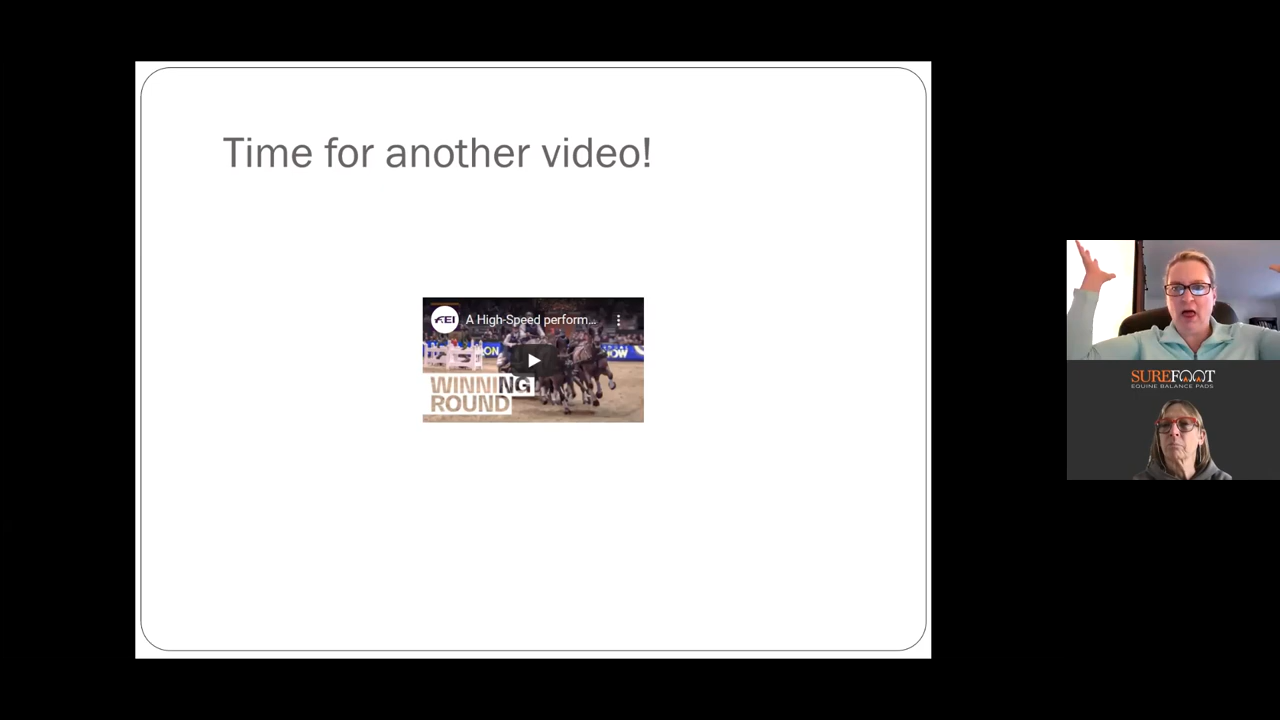 Time for another video!
FEI
A High-Speed perform...
WINNING
ROUND
SUREFOOT
EQUINE BALANCE PADS